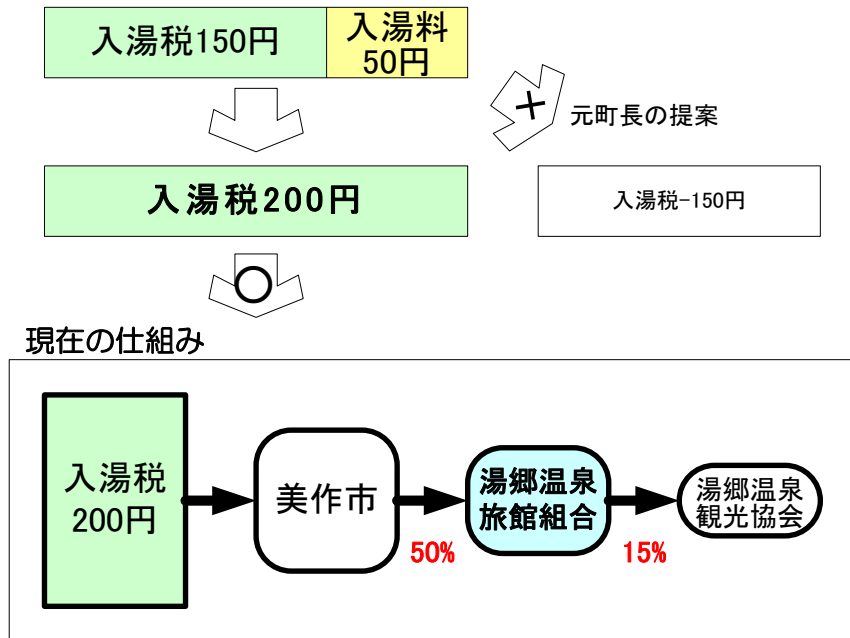 入湯税150円
入湯料
50円
元町長の提案
入湯税200円
入湯税-150円
現在の仕組み
入湯税
200円
美作市
50%
湯郷温泉
旅館組合
15%
湯郷温泉
観光協会